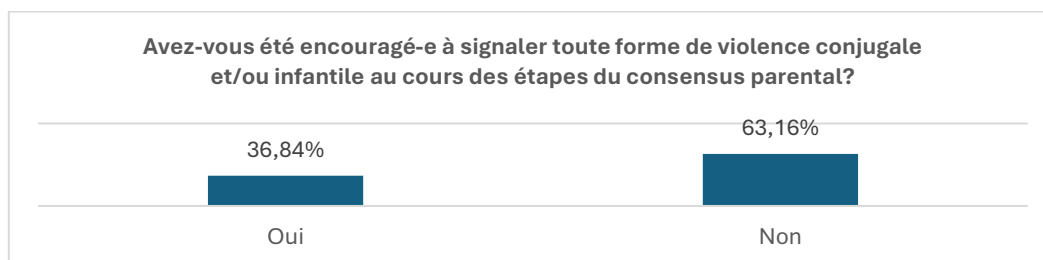 Avez-vous été encouragé-e à signaler toute forme de violence conjugale
et/ou infantile au cours des étapes du consensus parental?
63,16%
36,84%
Oui Non